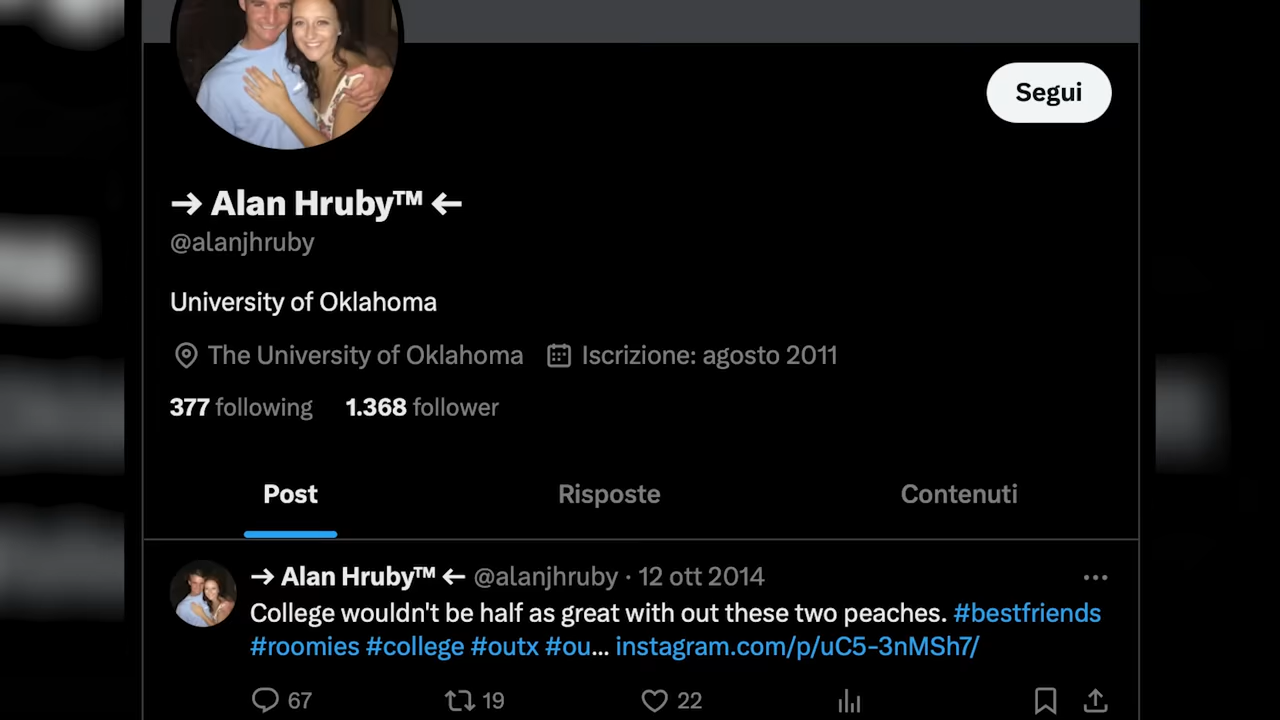 Segui
→ Alan Hruby™ ←
@alanjhruby
University of Oklahoma
The University of Oklahoma Iscrizione: agosto 2011
377 following 1.368 follower
Post Risposte Contenuti
→ Alan Hruby™ ← @alanjhruby · 12 ott 2014
College wouldn't be half as great with out these two peaches. #bestfriends
#roomies #college #outx #ou... instagram.com/p/uC5-3nMSh7/
67 19 22